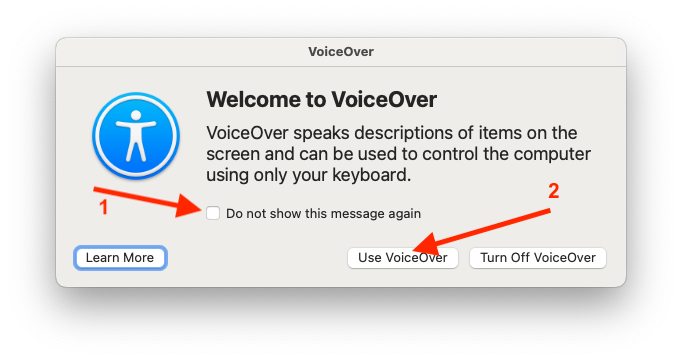 VoiceOver
Welcome to VoiceOver
VoiceOver speaks descriptions of items on the
screen and can be used to control the computer
using only your keyboard.
1
2
Do not show this message again
Learn More
Use VoiceOver
Turn Off VoiceOver